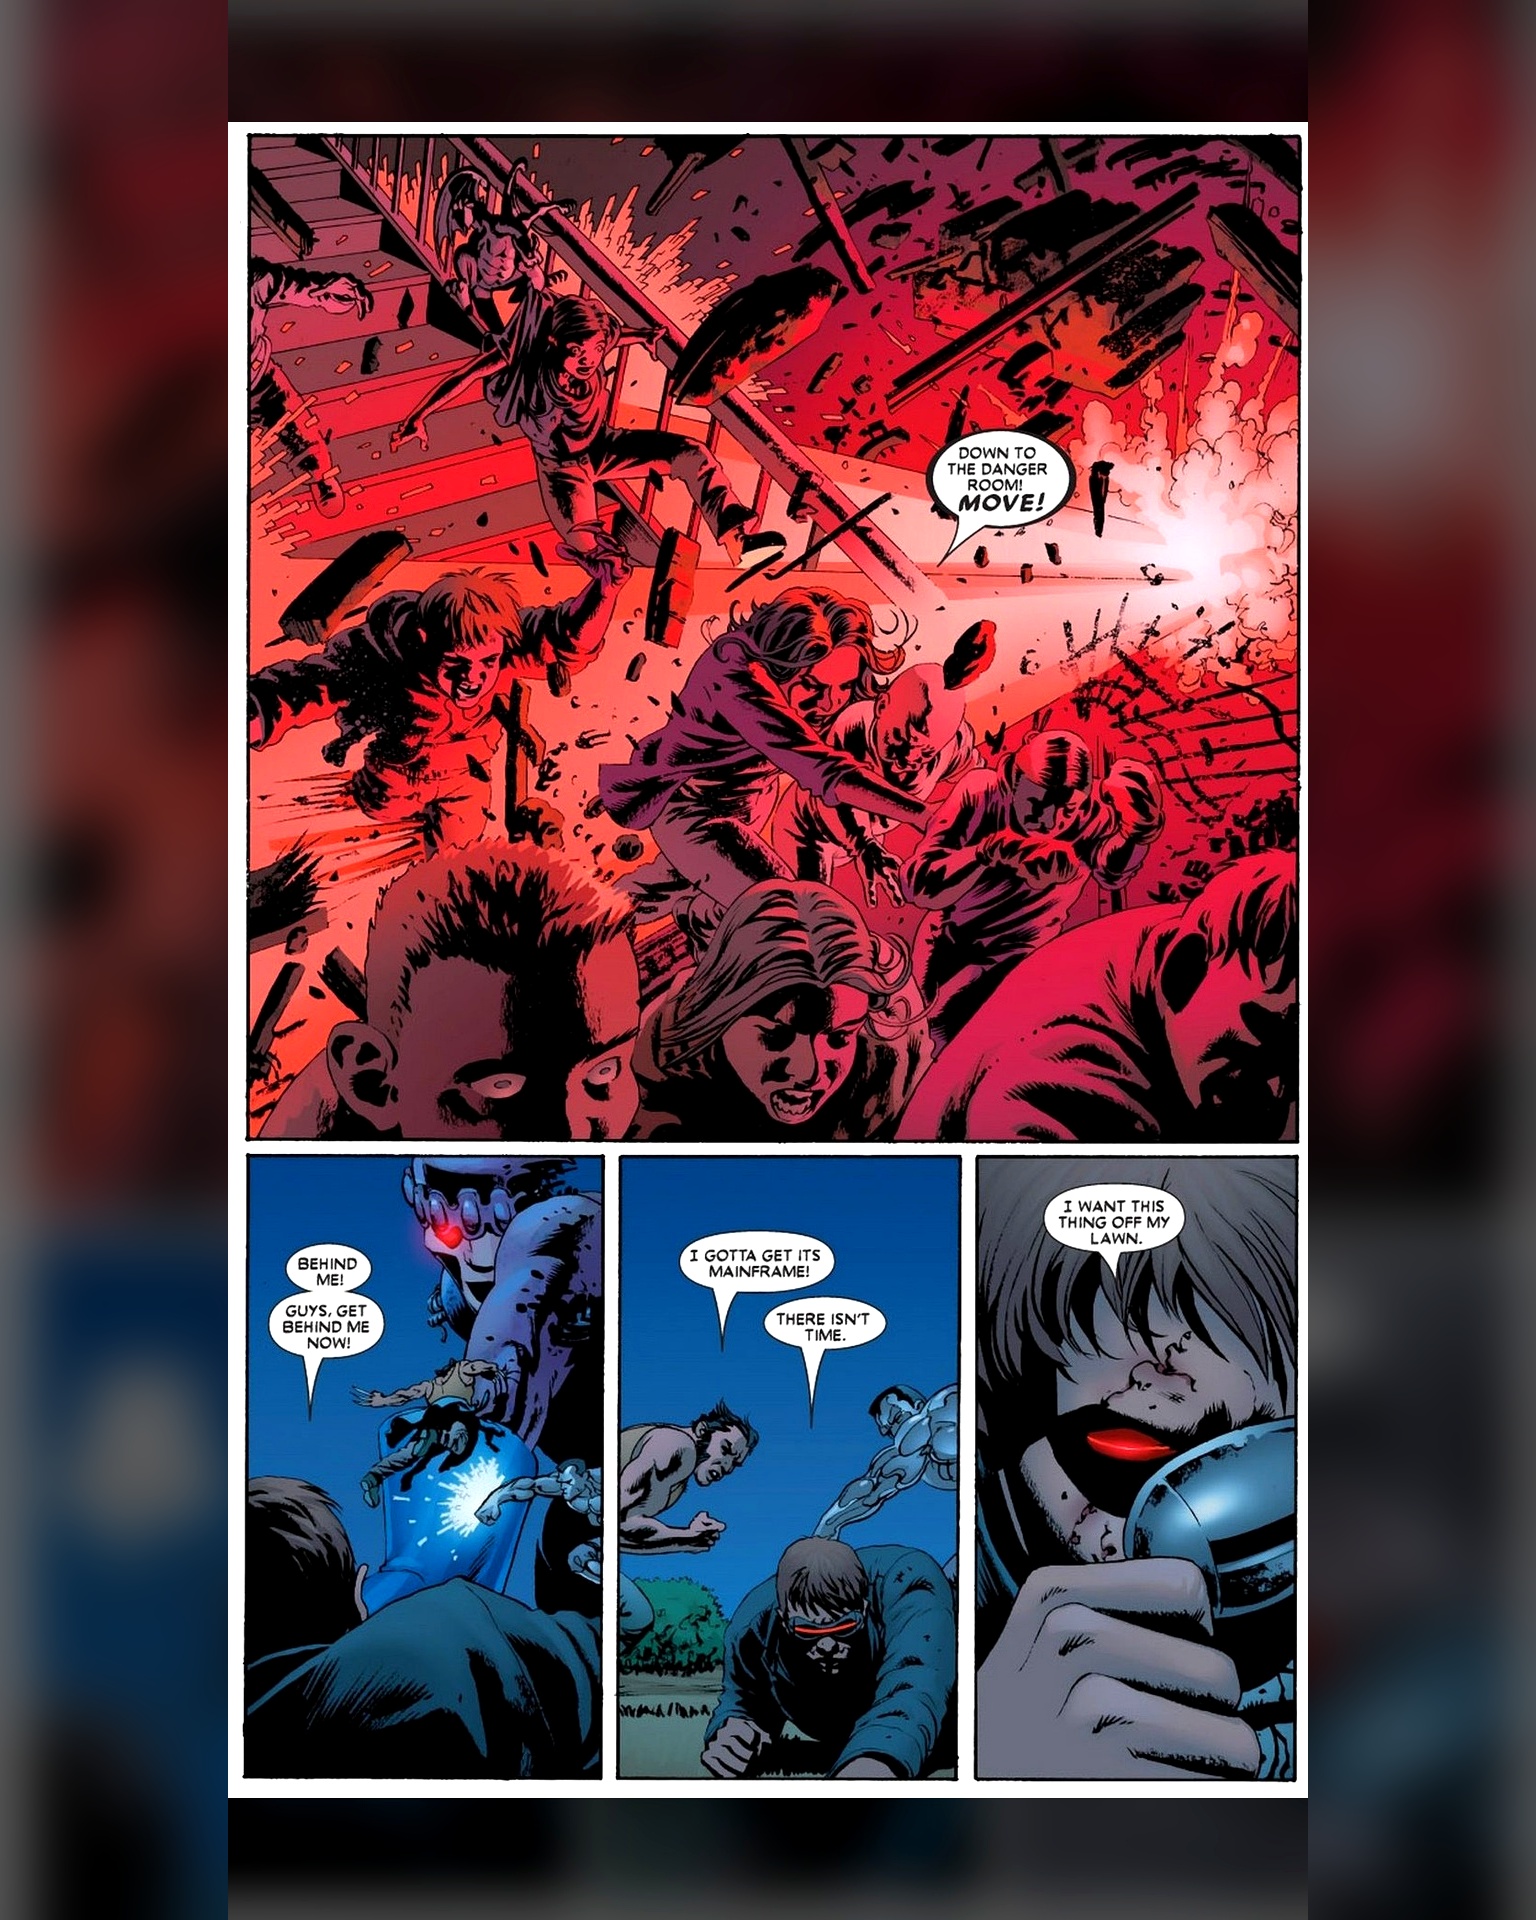 DOWN TO
THE DANGER
ROOM!
MOVE!
BEHIND
ME!
GUYS, GET
BEHIND ME
NOW!
I GOTTA GET ITS
MAINFRAME!
THERE ISN'T
TIME.
I WANT THIS
THING OFF MY
LAWN.